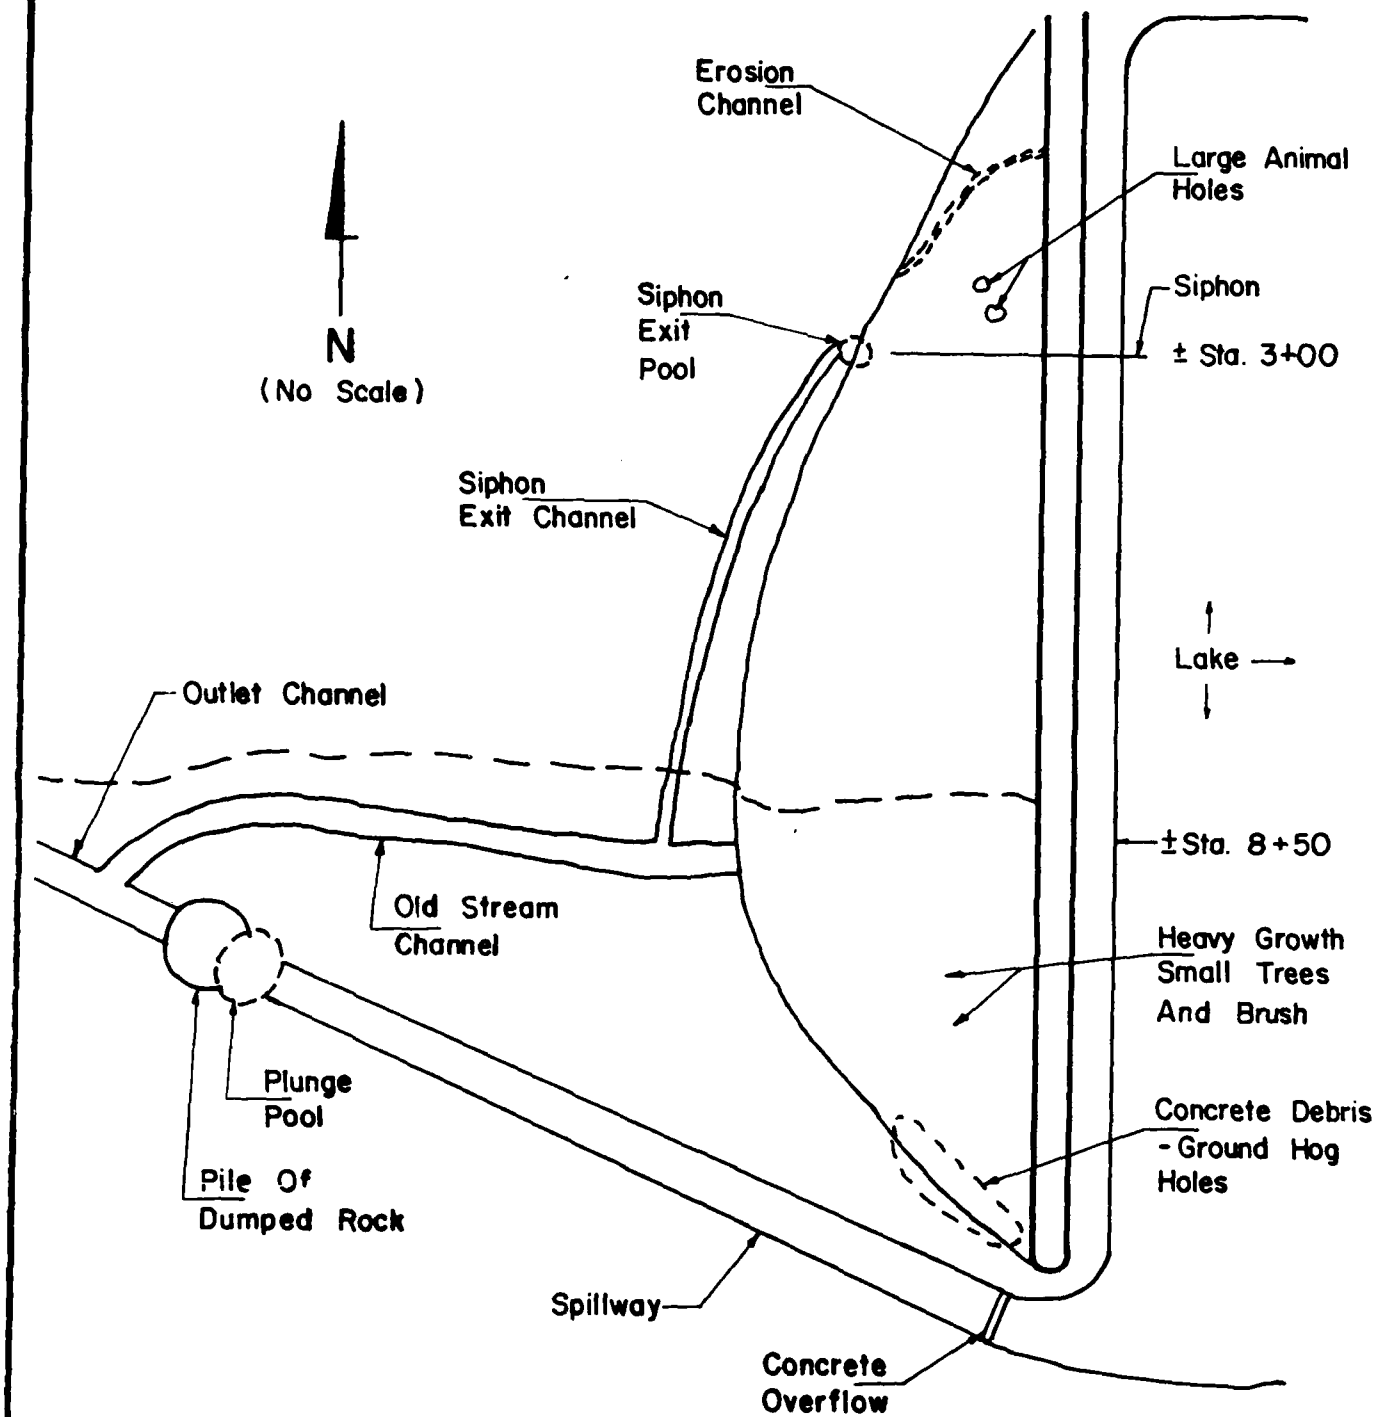 Erosion
Channel
Large Animal
Holes
Siphon
Exit
Pool
Siphon
± Sta. 3+00
N
(No Scale)
Siphon
Exit Channel
Lake
Outlet Channel
± Sta. 8+50
Old Stream
Channel
Heavy Growth
Small Trees
And Brush
Plunge
Pool
Concrete Debris
- Ground Hog
Holes
Pile Of
Dumped Rock
Spillway
Concrete
Overflow